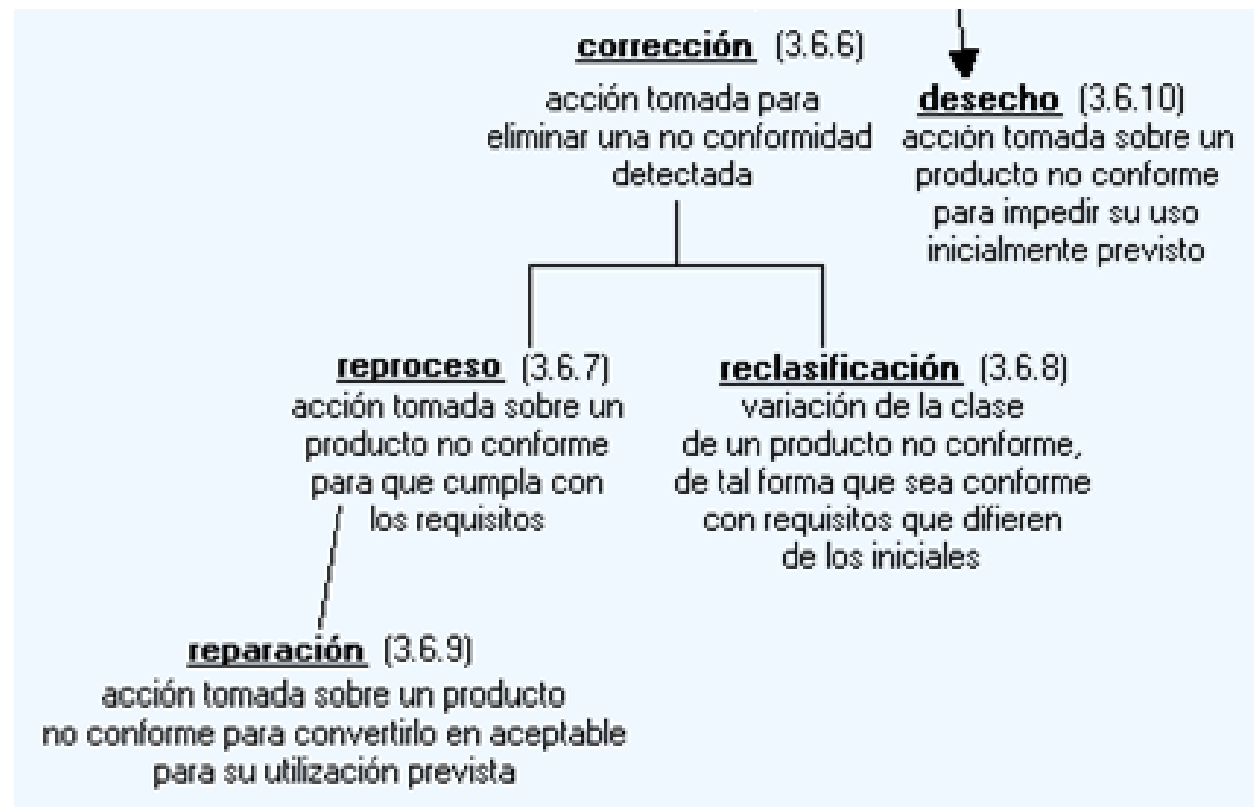 corrección (3.6.6)
acción tomada para
eliminar una no conformidad
detectada
desecho (3.6.10)
acción tomada sobre un
producto no conforme
para impedir su uso
inicialmente previsto
reproceso (3.6.7)
acción tomada sobre un
producto no conforme
para que cumpla con
los requisitos
reclasificación (3.6.8)
variación de la clase
de un producto no conforme,
de tal forma que sea conforme
con requisitos que difieren
de los iniciales
reparación (3.6.9)
acción tomada sobre un producto
no conforme para convertirlo en aceptable
para su utilización prevista